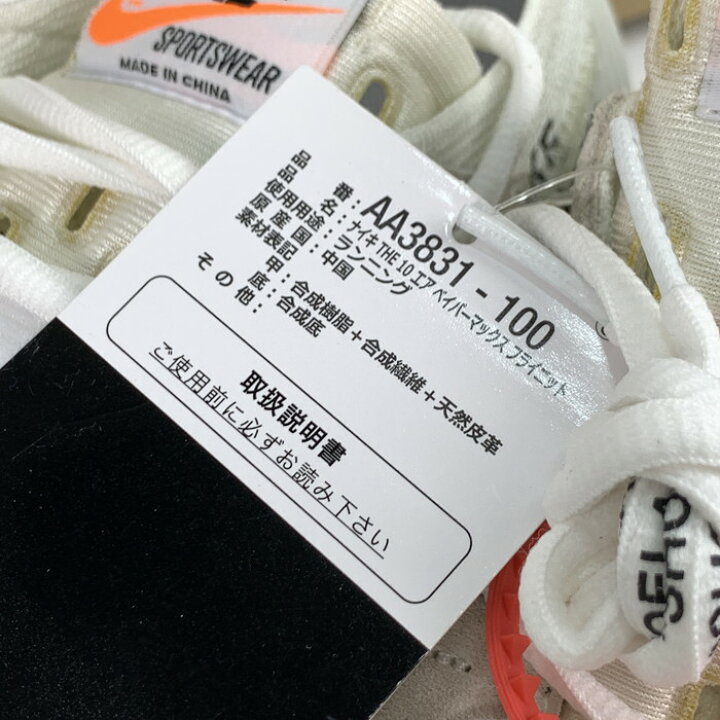 SPORTSWEAR
MADE IN CHINA
品番：AA3831-100
品名：ナイキ THE 10 エア ベイパーマックス フライニット
使用用途：ランニング
原産国：中国
素材表記
甲：合成樹脂＋合成繊維＋天然皮革
底：合成底
その他：
取扱説明書
ご使用前に必ずお読み下さい